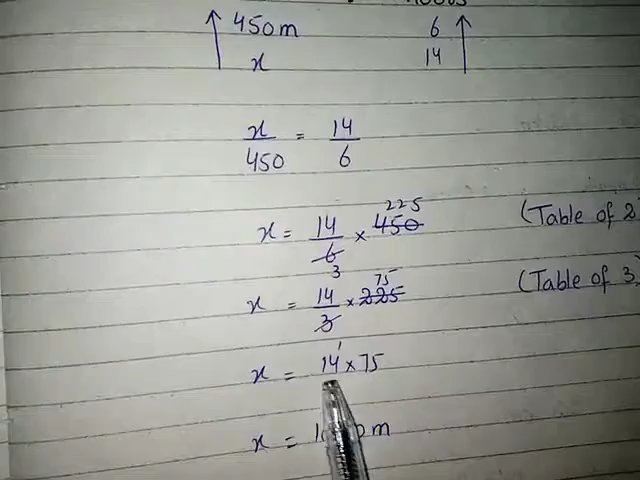 450m 6
x 14
x/450 = 14/6
x = 14/6 × 450 225 (Table of 2
3
x = 14/3 × 225 75 (Table of 3
x = 14 × 75
x = m